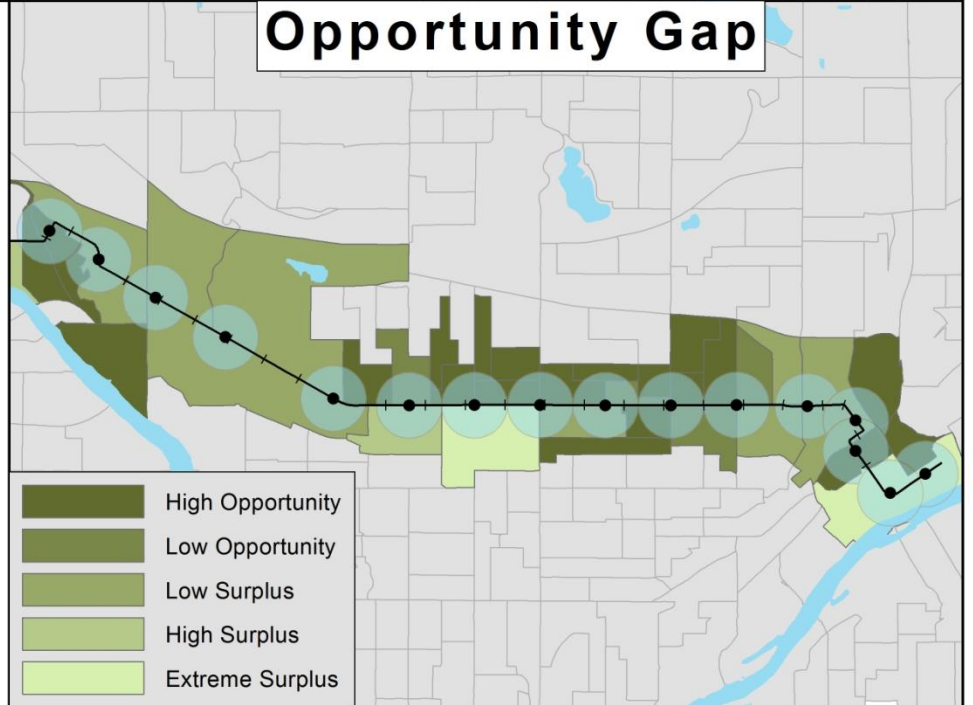 Opportunity Gap
High Opportunity
Low Opportunity
Low Surplus
High Surplus
Extreme Surplus